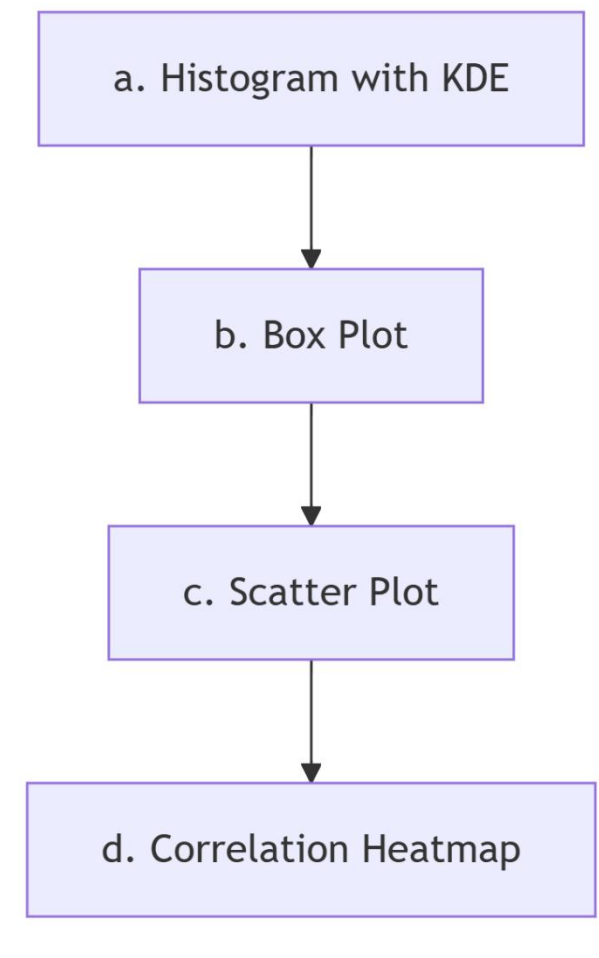 a. Histogram with KDE
b. Box Plot
c. Scatter Plot
d. Correlation Heatmap